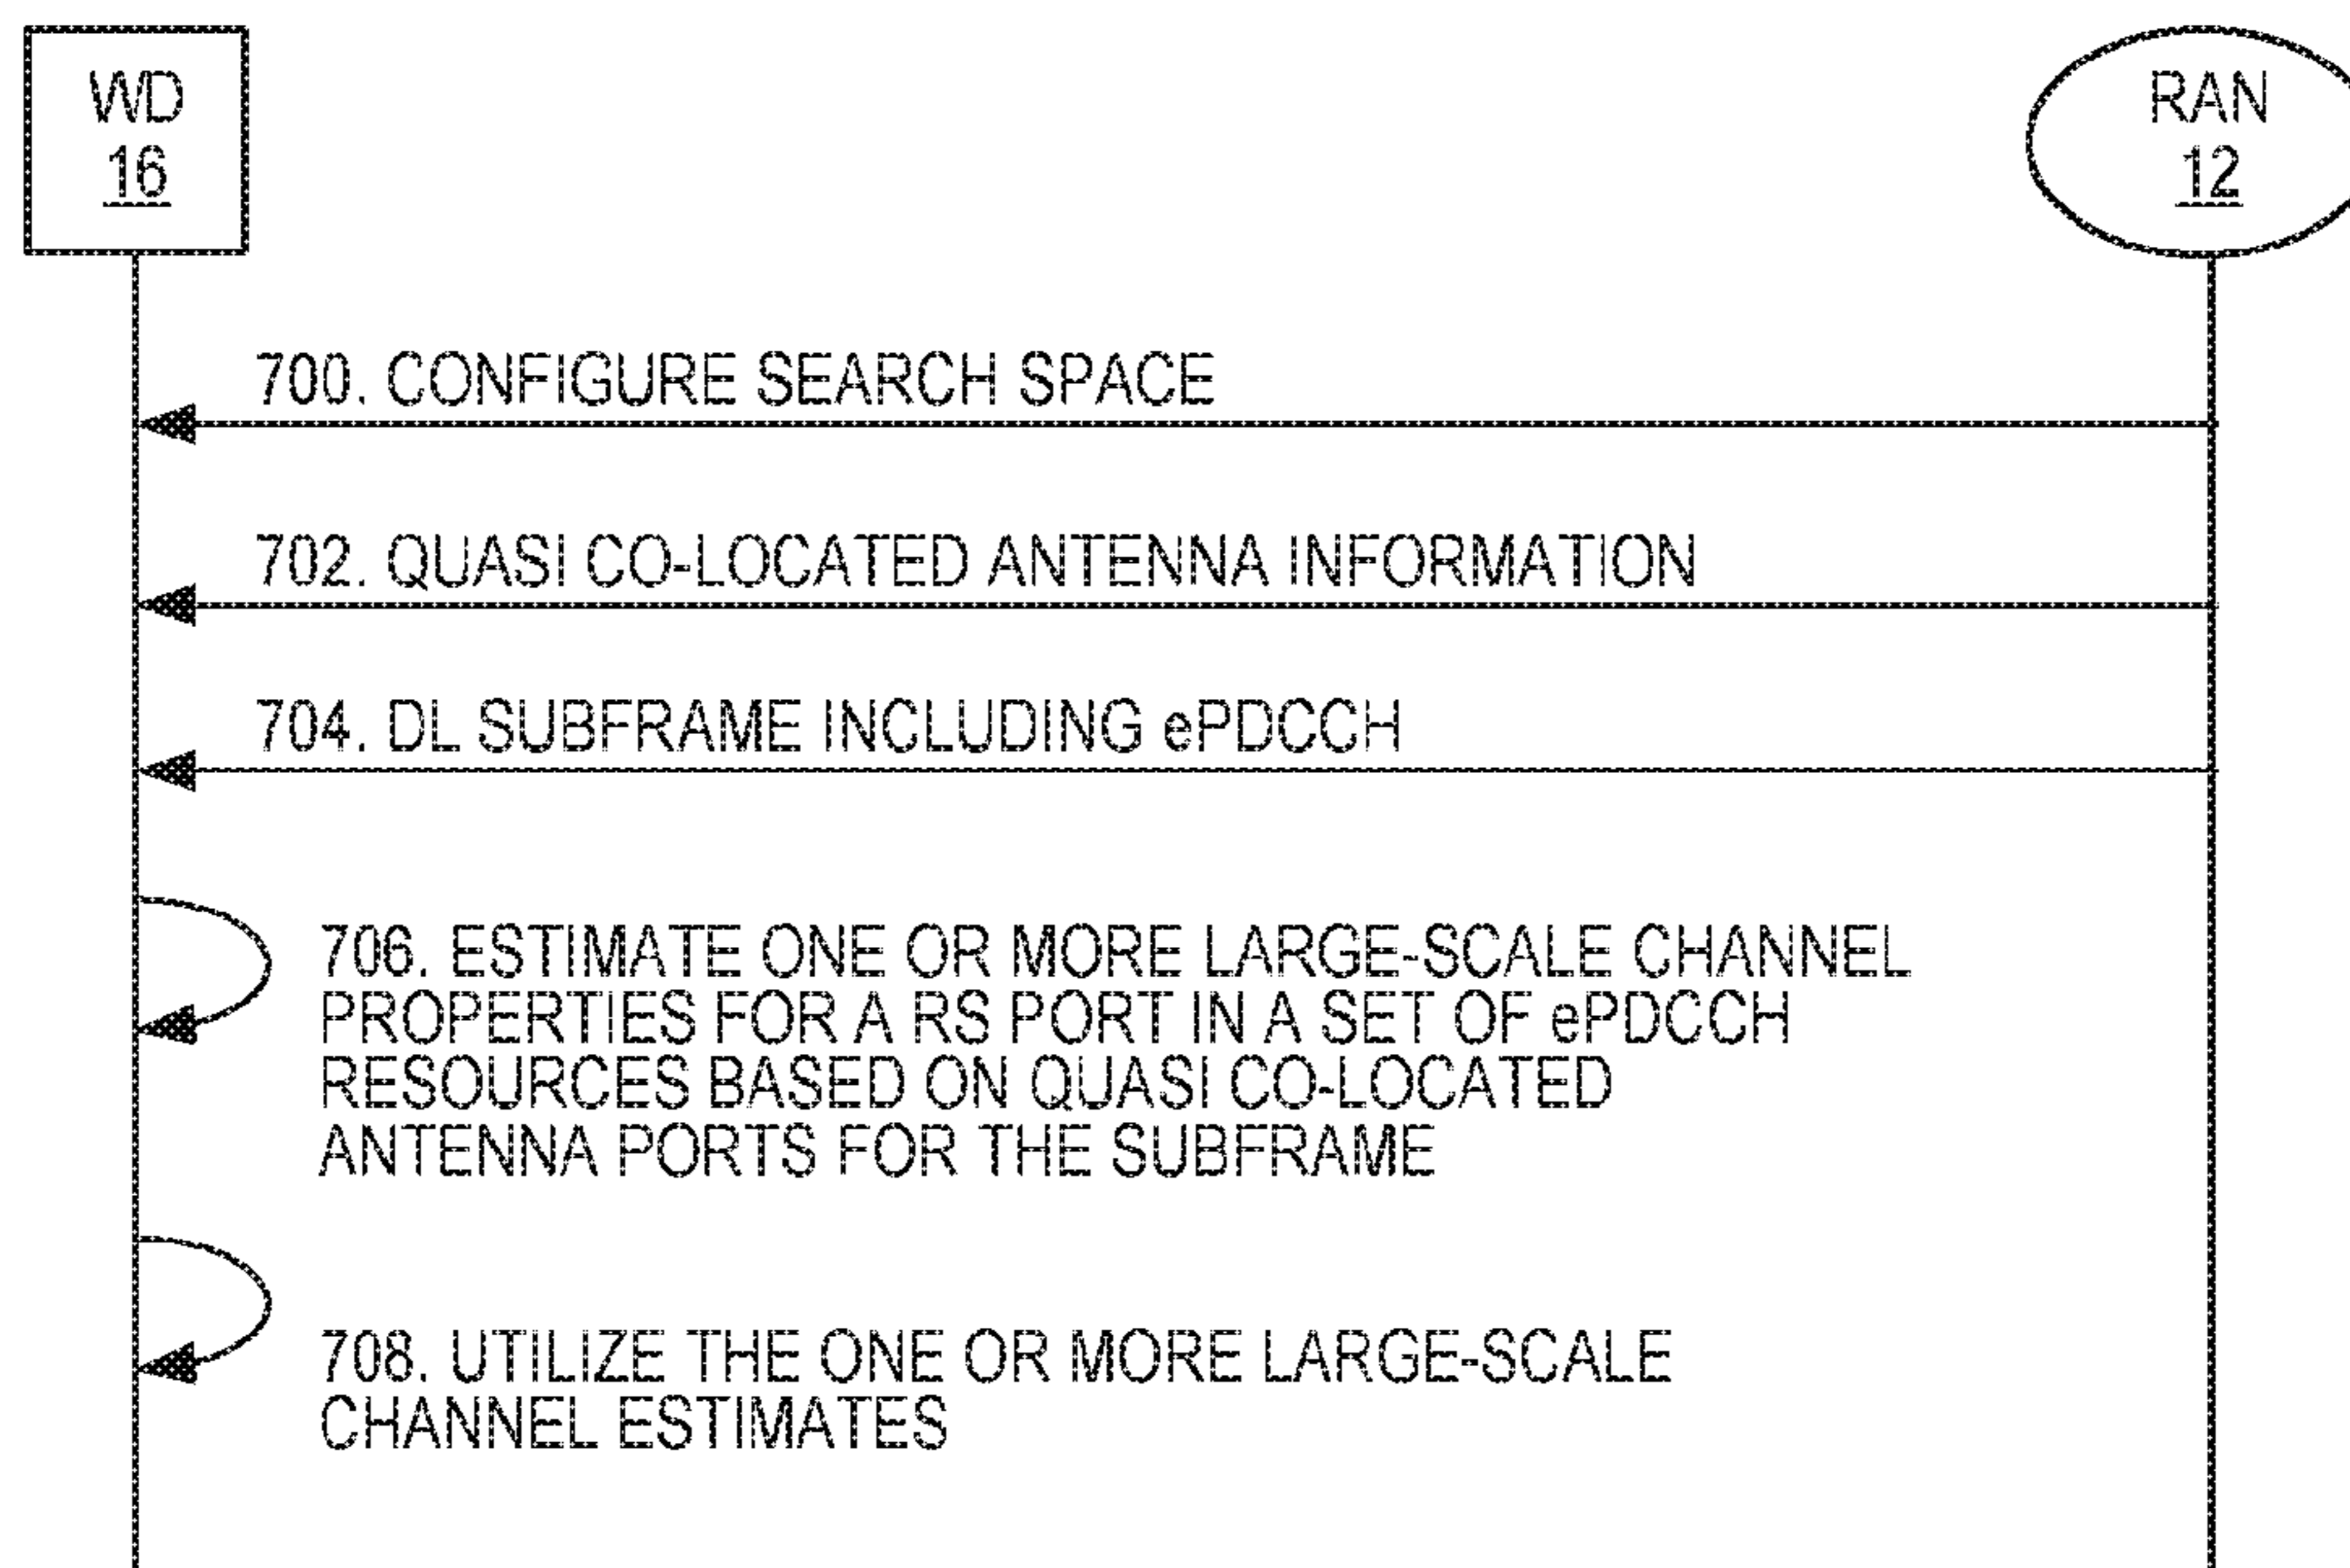 WD
16
RAN
12
700. CONFIGURE SEARCH SPACE
702. QUASI CO-LOCATED ANTENNA INFORMATION
704. DL SUBFRAME INCLUDING ePDCCH
706. ESTIMATE ONE OR MORE LARGE-SCALE CHANNEL
PROPERTIES FOR A RS PORT IN A SET OF ePDCCH
RESOURCES BASED ON QUASI CO-LOCATED
ANTENNA PORTS FOR THE SUBFRAME
708. UTILIZE THE ONE OR MORE LARGE-SCALE
CHANNEL ESTIMATES